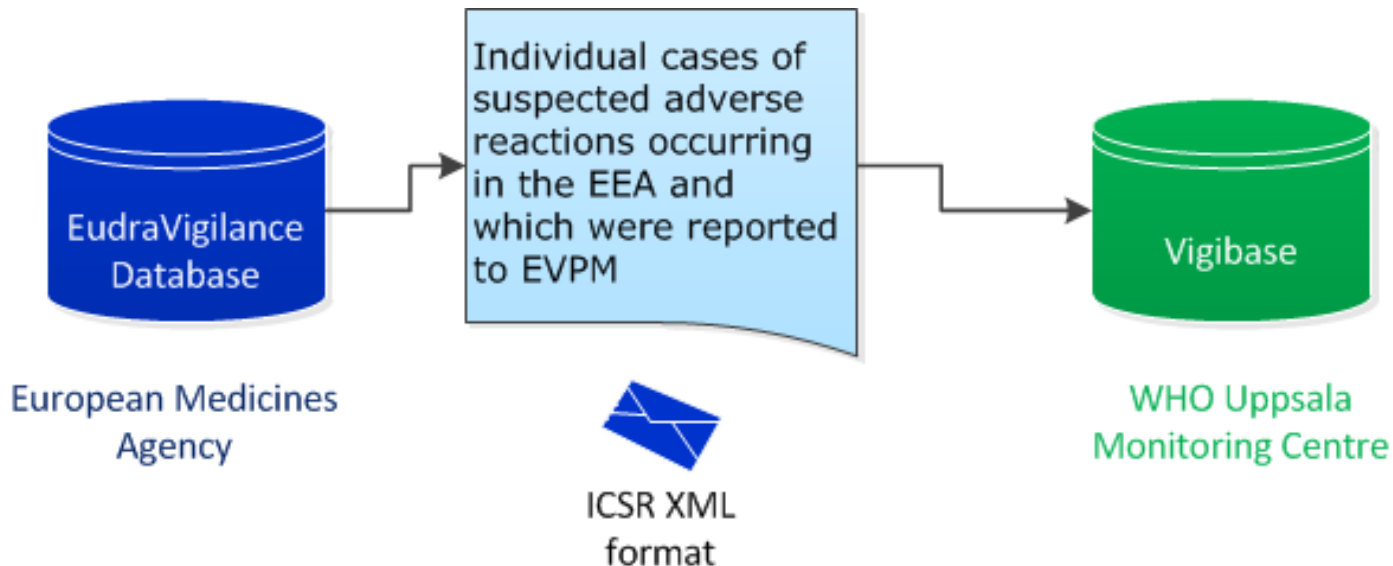 EudraVigilance
Database
European Medicines
Agency
Individual cases of
suspected adverse
reactions occurring
in the EEA and
which were reported
to EVPM
ICSR XML
format
Vigibase
WHO Uppsala
Monitoring Centre